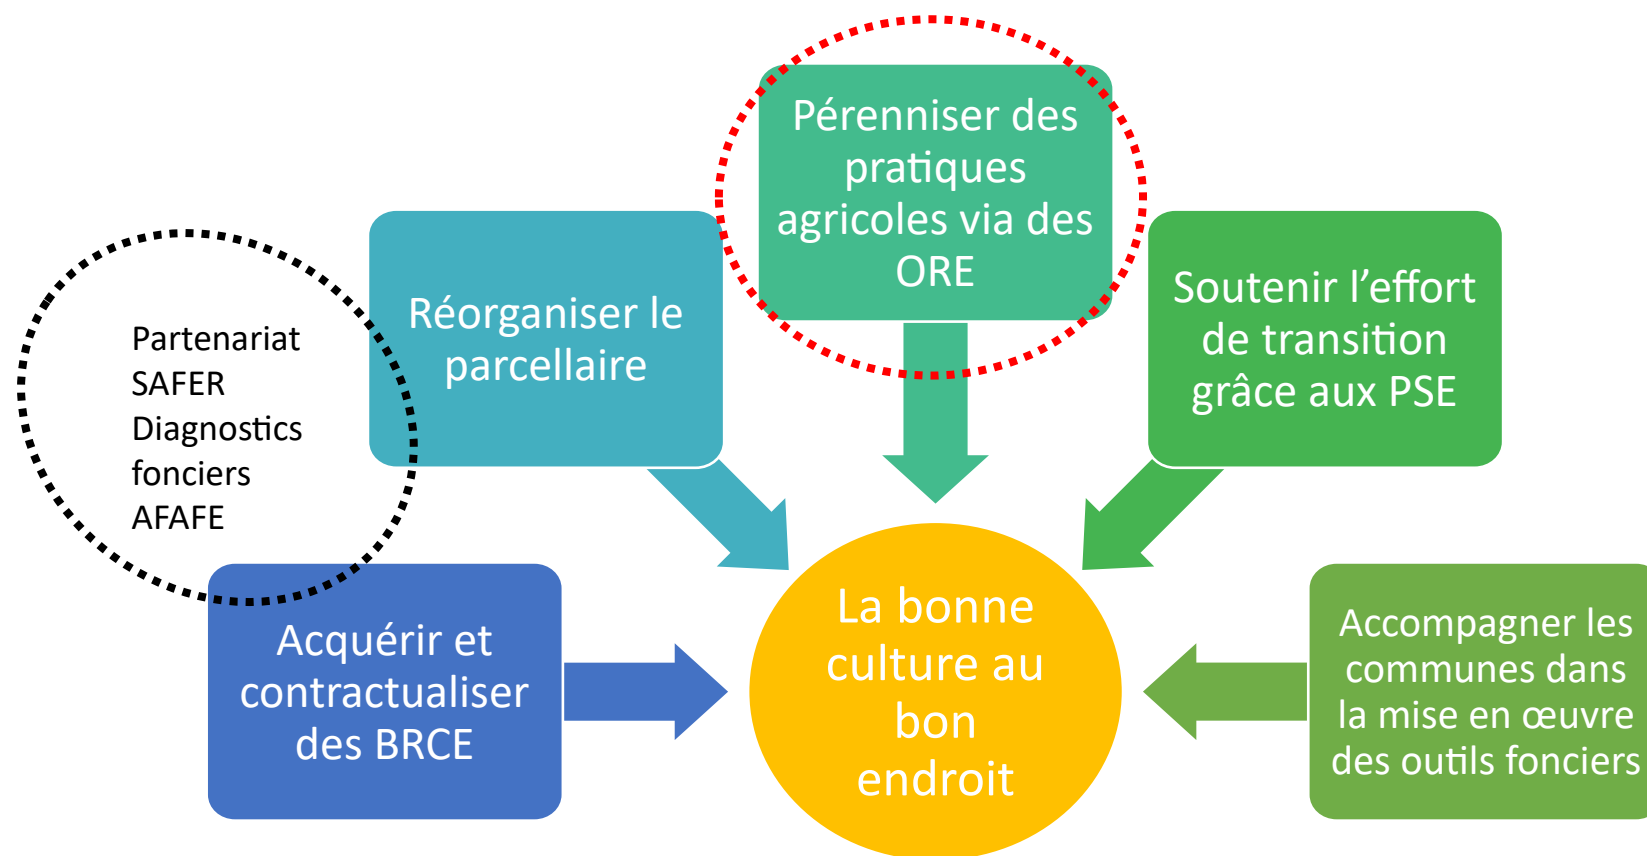 Pérenniser des
pratiques
agricoles via des
ORE
Réorganiser le
parcellaire
Soutenir l’effort
de transition
grâce aux PSE
Partenariat
SAFER
Diagnostics
fonciers
AFAFE
Acquérir et
contractualiser
des BRCE
La bonne
culture au
bon
endroit
Accompagner les
communes dans
la mise en œuvre
des outils fonciers